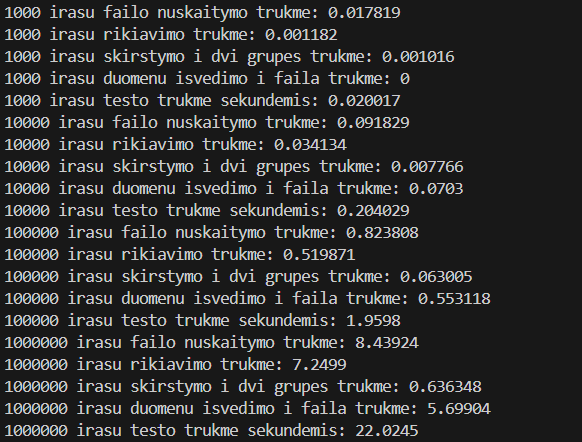 1000 irasu failo nuskaitymo trukme: 0.017819
1000 irasu rikiavimo trukme: 0.001182
1000 irasu skirstymo i dvi grupes trukme: 0.001016
1000 irasu duomenu isvedimo i faila trukme: 0
1000 irasu testo trukme sekundemis: 0.020017
10000 irasu failo nuskaitymo trukme: 0.091829
10000 irasu rikiavimo trukme: 0.034134
10000 irasu skirstymo i dvi grupes trukme: 0.007766
10000 irasu duomenu isvedimo i faila trukme: 0.0703
10000 irasu testo trukme sekundemis: 0.204029
100000 irasu failo nuskaitymo trukme: 0.823808
100000 irasu rikiavimo trukme: 0.519871
100000 irasu skirstymo i dvi grupes trukme: 0.063005
100000 irasu duomenu isvedimo i faila trukme: 0.553118
100000 irasu testo trukme sekundemis: 1.9598
1000000 irasu failo nuskaitymo trukme: 8.43924
1000000 irasu rikiavimo trukme: 7.2499
1000000 irasu skirstymo i dvi grupes trukme: 0.636348
1000000 irasu duomenu isvedimo i faila trukme: 5.69904
1000000 irasu testo trukme sekundemis: 22.0245